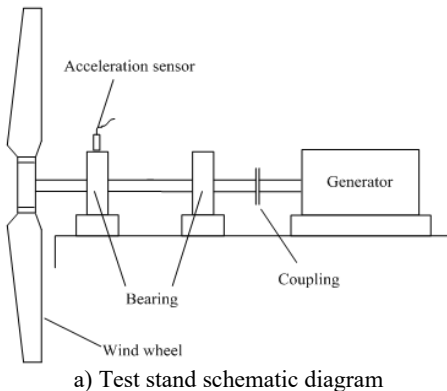 Acceleration sensor
Generator
Coupling
Bearing
Wind wheel
a) Test stand schematic diagram